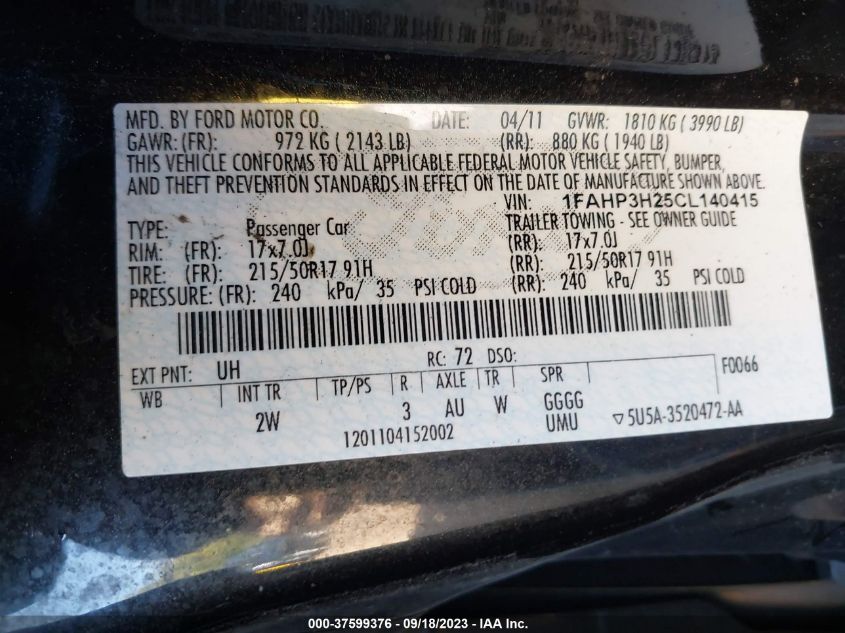 MFD. BY FORD MOTOR CO. DATE: 04/11 GVWR: 1810 KG ( 3990 LB)
GAWR: (FR): 972 KG ( 2143 LB) (RR): 880 KG ( 1940 LB)
THIS VEHICLE CONFORMS TO ALL APPLICABLE FEDERAL MOTOR VEHICLE SAFETY, BUMPER,
AND THEFT PREVENTION STANDARDS IN EFFECT ON THE DATE OF MANUFACTURE SHOWN ABOVE.
VIN: 1FAHP3H25CL140415
TYPE: Passenger Car TRAILER TOWING - SEE OWNER GUIDE
RIM: (FR): 17x7.0J (RR): 17x7.0J
TIRE: (FR): 215/50R17 91H (RR): 215/50R17 91H
PRESSURE: (FR): 240 kPa/ 35 PSI COLD (RR): 240 kPa/ 35 PSI COLD
EXT PNT: UH RC: 72 DSO: F0066
WB INT TR TP/PS R AXLE TR SPR
2W 3 AU W GGGG
UMU ▽5U5A-3520472-AA
1201104152002
000-37599376 - 09/18/2023 - IAA Inc.